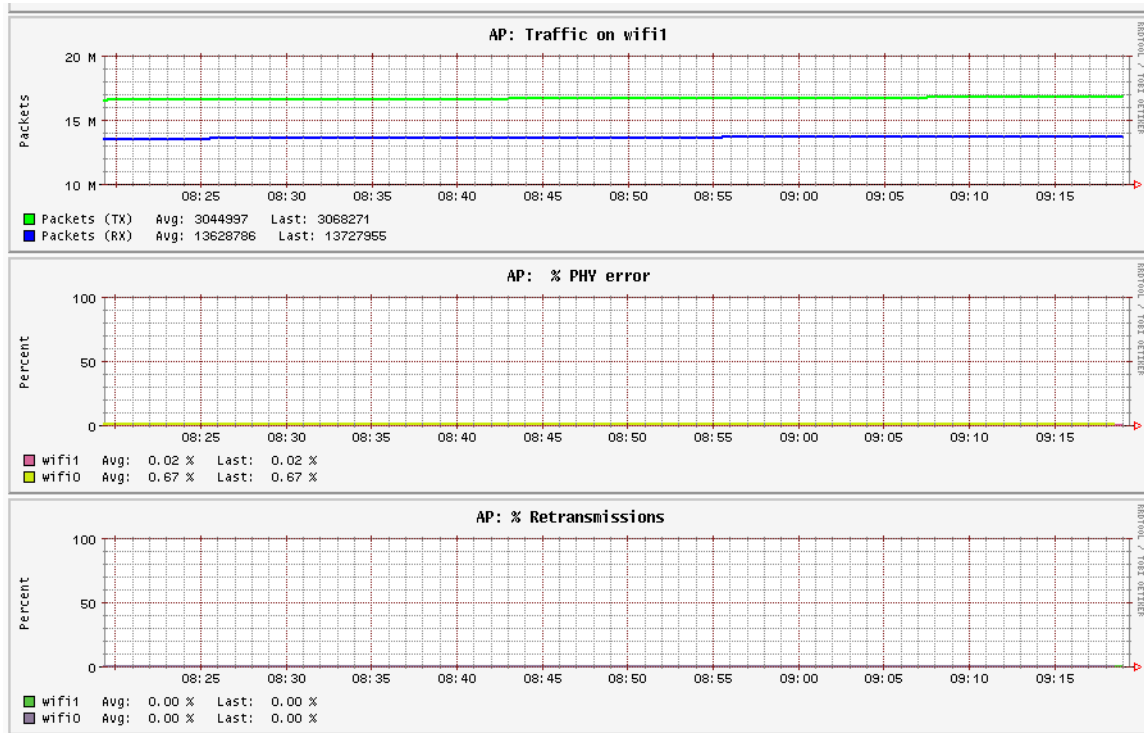 AP: Traffic on wifi1
RRDTOOL / TOBI OETIKER
Packets
20 M
15 M
10 M
08:25 08:30 08:35 08:40 08:45 08:50 08:55 09:00 09:05 09:10 09:15
Packets (TX) Avg: 3044997 Last: 3068271
Packets (RX) Avg: 13628786 Last: 13727955
AP: % PHY error
RRDTOOL / TOBI OETIKER
Percent
100
50
0
08:25 08:30 08:35 08:40 08:45 08:50 08:55 09:00 09:05 09:10 09:15
wifi1 Avg: 0.02 % Last: 0.02 %
wifi0 Avg: 0.67 % Last: 0.67 %
AP: % Retransmissions
RRDTOOL / TOBI OETIKER
Percent
100
50
0
08:25 08:30 08:35 08:40 08:45 08:50 08:55 09:00 09:05 09:10 09:15
wifi1 Avg: 0.00 % Last: 0.00 %
wifi0 Avg: 0.00 % Last: 0.00 %